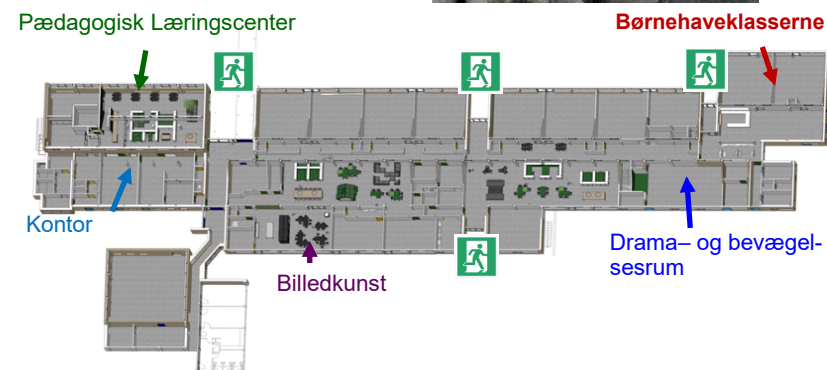 Pædagogisk Læringscenter
Børnehaveklasserne
Kontor
Billedkunst
Drama– og bevægel-
sesrum